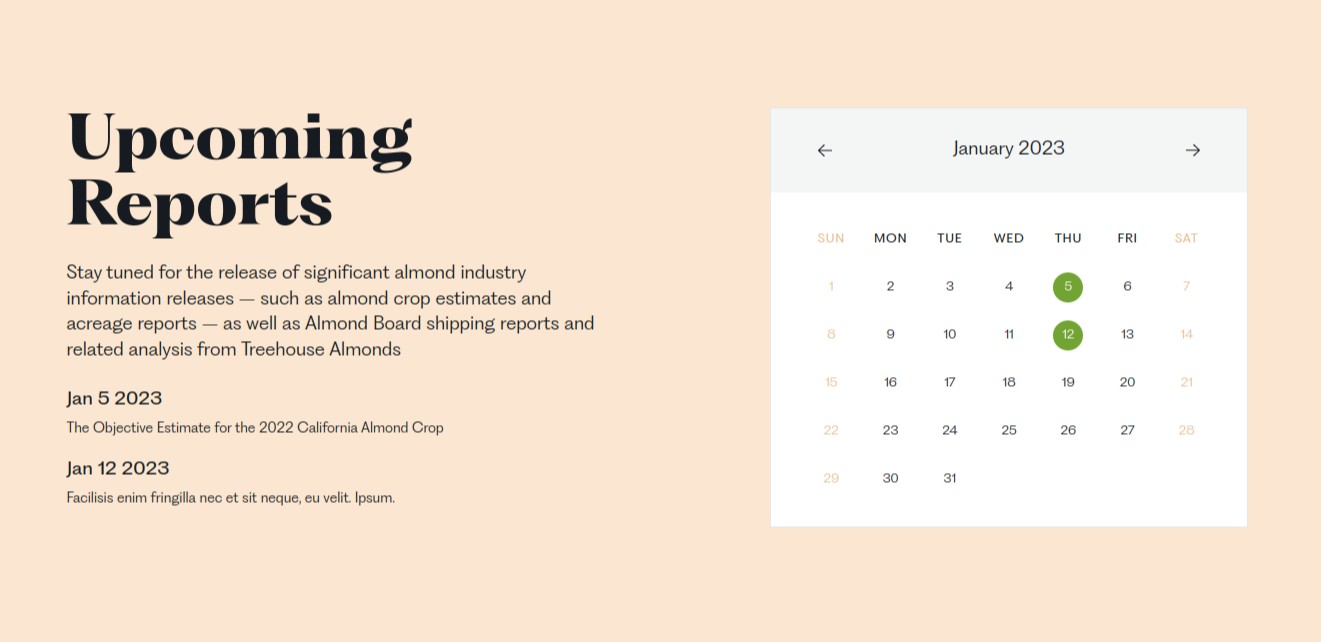 Upcoming
Reports
Stay tuned for the release of significant almond industry
information releases — such as almond crop estimates and
acreage reports — as well as Almond Board shipping reports and
related analysis from Treehouse Almonds
Jan 5 2023
The Objective Estimate for the 2022 California Almond Crop
Jan 12 2023
Facilisis enim fringilla nec et sit neque, eu velit. Ipsum.
← January 2023 →
SUN MON TUE WED THU FRI SAT
1 2 3 4 5 6 7
8 9 10 11 12 13 14
15 16 17 18 19 20 21
22 23 24 25 26 27 28
29 30 31